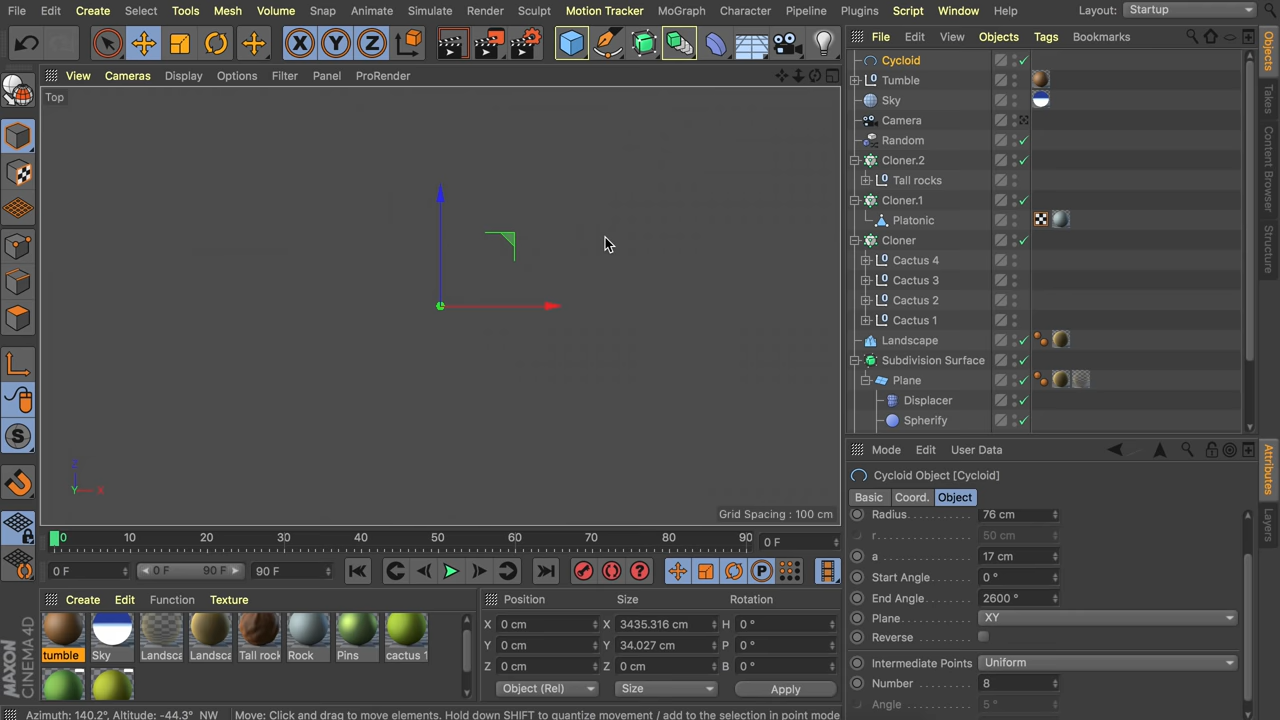 File Edit Create Select Tools Mesh Volume Snap Animate Simulate Render Sculpt Motion Tracker MoGraph Character Pipeline Plugins Script Window Help Layout: Startup
X Y Z
File Edit View Objects Tags Bookmarks
View Cameras Display Options Filter Panel ProRender
Top
Cycloid
Tumble
Sky
Camera
Random
Cloner.2
Tall rocks
Cloner.1
Platonic
Cloner
Cactus 4
Cactus 3
Cactus 2
Cactus 1
Landscape
Subdivision Surface
Plane
Displacer
Spherify
Objects
Takes
Content Browser
Structure
Z
Y X
Grid Spacing : 100 cm
Mode Edit User Data
Cycloid Object [Cycloid]
Basic Coord. Object
Radius 76 cm
r 50 cm
a 17 cm
Start Angle 0 °
End Angle 2600 °
Plane XY
Reverse
Intermediate Points Uniform
Number 8
Angle 5 °
Attributes
Layers
0 10 20 30 40 50 60 70 80 90 0 F
0 F 0 F 90 F 90 F
Create Edit Function Texture
tumble Sky Landsca Landsca Tall rock Rock Pins cactus 1
Position Size Rotation
X 0 cm X 3435.316 cm H 0 °
Y 0 cm Y 34.027 cm P 0 °
Z 0 cm Z 0 cm B 0 °
Object (Rel) Size Apply
MAXON
CINEMA4D
Azimuth: 140.2°, Altitude: -44.3° NW Move: Click and drag to move elements. Hold down SHIFT to quantize movement / add to the selection in point mode